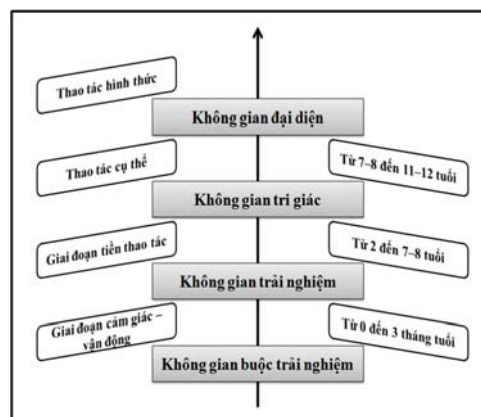 Thao tác hình thức
Không gian đại diện
Thao tác cụ thể
Từ 7–8 đến 11–12 tuổi
Không gian tri giác
Giai đoạn tiền thao tác
Từ 2 đến 7–8 tuổi
Không gian trải nghiệm
Giai đoạn cảm giác –
vận động
Từ 0 đến 3 tháng tuổi
Không gian buộc trải nghiệm